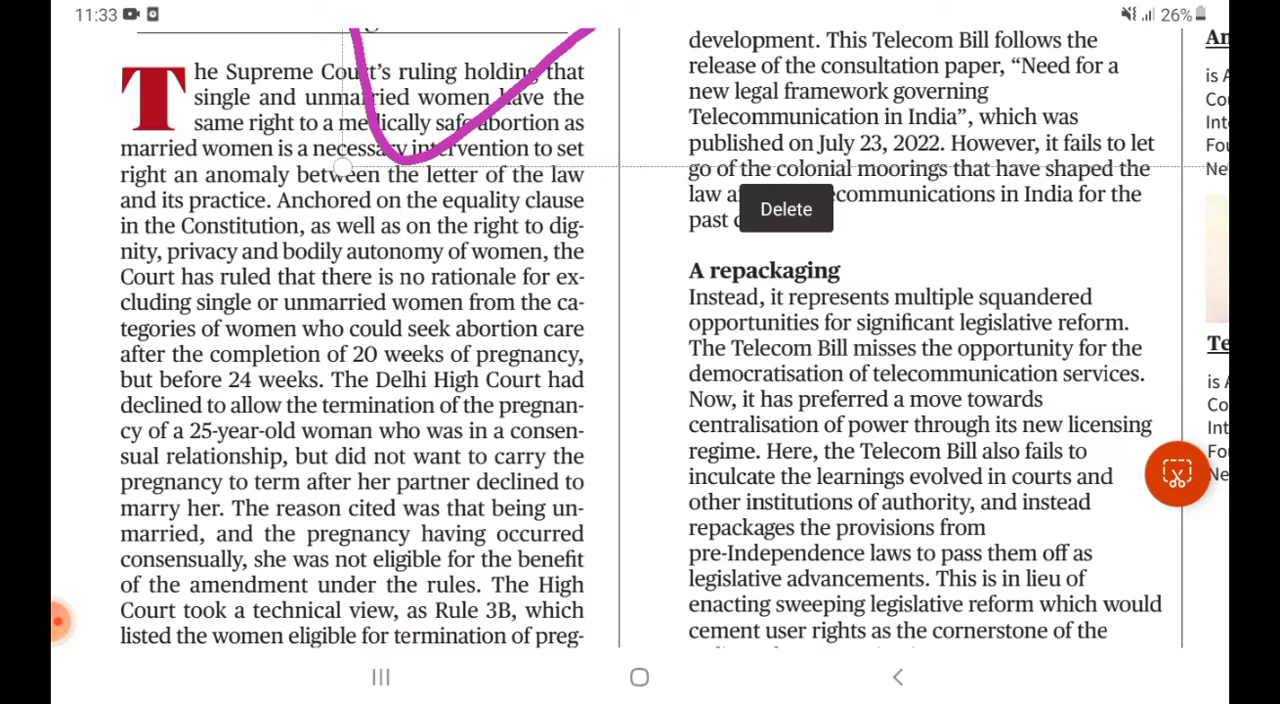 11:33
26%
The Supreme Court's ruling holding that
single and unmarried women have the
same right to a medically safe abortion as
married women is a necessary intervention to set
right an anomaly between the letter of the law
and its practice. Anchored on the equality clause
in the Constitution, as well as on the right to dig-
nity, privacy and bodily autonomy of women, the
Court has ruled that there is no rationale for ex-
cluding single or unmarried women from the ca-
tegories of women who could seek abortion care
after the completion of 20 weeks of pregnancy,
but before 24 weeks. The Delhi High Court had
declined to allow the termination of the pregnan-
cy of a 25-year-old woman who was in a consen-
sual relationship, but did not want to carry the
pregnancy to term after her partner declined to
marry her. The reason cited was that being un-
married, and the pregnancy having occurred
consensually, she was not eligible for the benefit
of the amendment under the rules. The High
Court took a technical view, as Rule 3B, which
listed the women eligible for termination of preg-
development. This Telecom Bill follows the
release of the consultation paper, “Need for a
new legal framework governing
Telecommunication in India”, which was
published on July 23, 2022. However, it fails to let
go of the colonial moorings that have shaped the
law ecommunications in India for the
past
Delete
A repackaging
Instead, it represents multiple squandered
opportunities for significant legislative reform.
The Telecom Bill misses the opportunity for the
democratisation of telecommunication services.
Now, it has preferred a move towards
centralisation of power through its new licensing
regime. Here, the Telecom Bill also fails to
inculcate the learnings evolved in courts and
other institutions of authority, and instead
repackages the provisions from
pre-Independence laws to pass them off as
legislative advancements. This is in lieu of
enacting sweeping legislative reform which would
cement user rights as the cornerstone of the
An
is A
Cou
Int
Fou
Ne
Te
is A
Co
Int
Fo
Ne